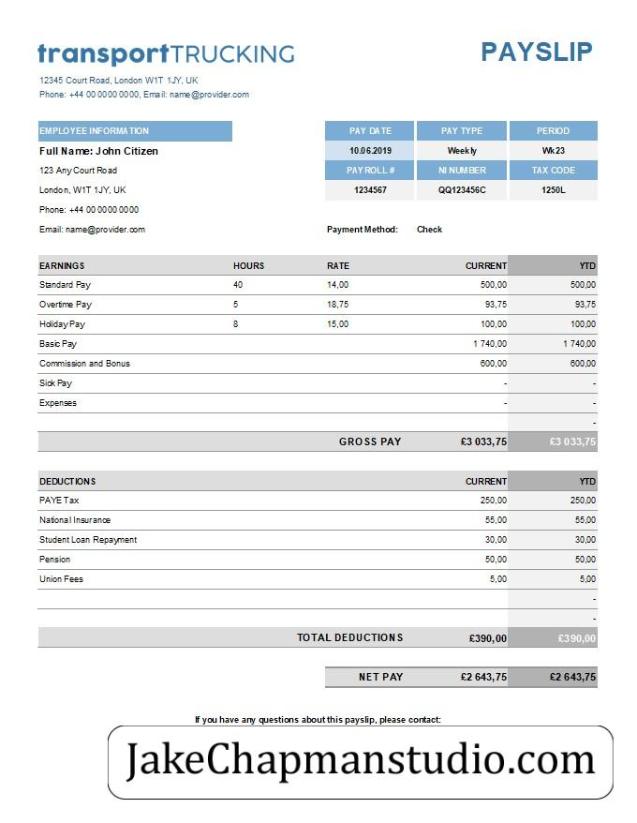 transportTRUCKING
PAYSLIP
12345 Court Road, London W1T 1JY, UK
Phone: +44 00 0000 0000, Email: name@provider.com
EMPLOYEE INFORMATION PAY DATE PAY TYPE PERIOD
Full Name: John Citizen 10.06.2019 Weekly Wk23
123 Any Court Road PAYROLL # NI NUMBER TAX CODE
London, W1T 1JY, UK 1234567 QQ123456C 1250L
Phone: +44 00 0000 0000
Email: name@provider.com Payment Method: Check
EARNINGS HOURS RATE CURRENT YTD
Standard Pay 40 14,00 500,00 500,00
Overtime Pay 5 18,75 93,75 93,75
Holiday Pay 8 15,00 100,00 100,00
Basic Pay 1 740,00 1 740,00
Commission and Bonus 600,00 600,00
Sick Pay - -
Expenses - -
-
GROSS PAY £3 033,75 £3 033,75
DEDUCTIONS CURRENT YTD
PAYE Tax 250,00 250,00
National Insurance 55,00 55,00
Student Loan Repayment 30,00 30,00
Pension 50,00 50,00
Union Fees 5,00 5,00
-
-
TOTAL DEDUCTIONS £390,00 £390,00
NET PAY £2 643,75 £2 643,75
If you have any questions about this payslip, please contact:
JakeChapmanstudio.com